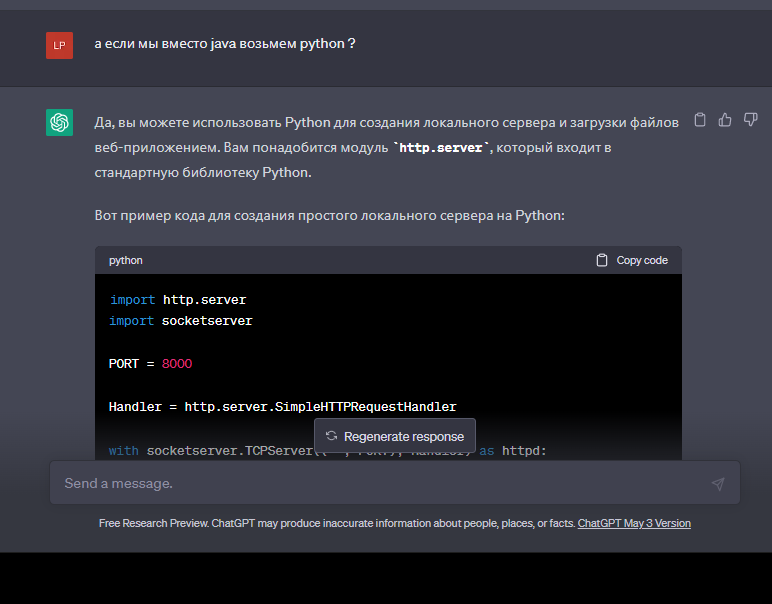 LP
а если мы вместо java возьмем python ?
Да, вы можете использовать Python для создания локального сервера и загрузки файлов
веб-приложением. Вам понадобится модуль `http.server`, который входит в
стандартную библиотеку Python.
Вот пример кода для создания простого локального сервера на Python:
python
Copy code
import http.server
import socketserver
PORT = 8000
Handler = http.server.SimpleHTTPRequestHandler
Regenerate response
with socketserver.TCPServer(("", PORT), Handler) as httpd:
Send a message.
Free Research Preview. ChatGPT may produce inaccurate information about people, places, or facts. ChatGPT May 3 Version